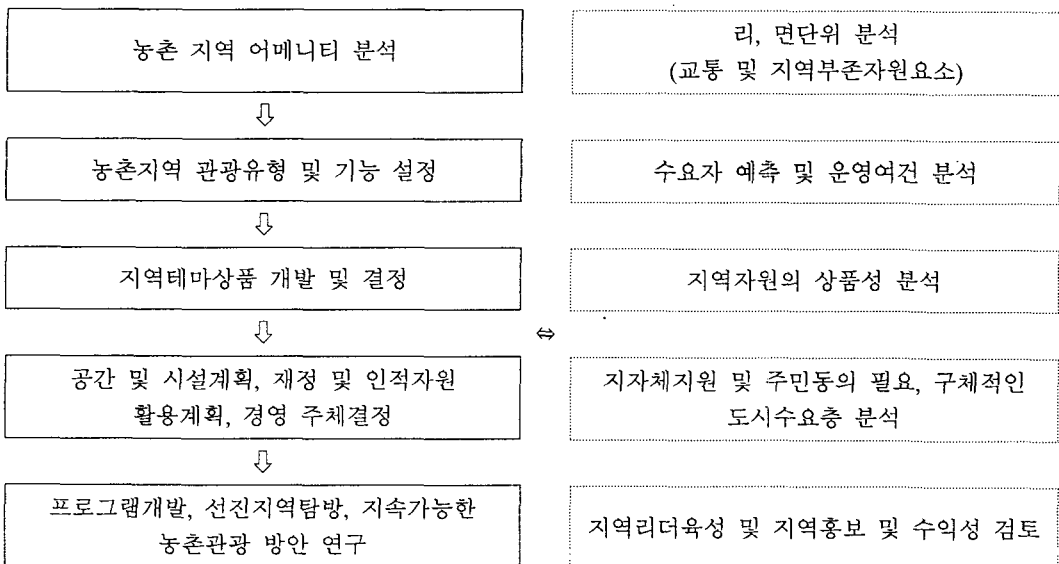 농촌 지역 어메니티 분석
리, 면단위 분석
(교통 및 지역부존자원요소)
⇩
농촌지역 관광유형 및 기능 설정
수요자 예측 및 운영여건 분석
⇩
지역테마상품 개발 및 결정
지역자원의 상품성 분석
⇩
⇔
공간 및 시설계획, 재정 및 인적자원
활용계획, 경영 주체결정
지자체지원 및 주민동의 필요, 구체적인
도시수요층 분석
⇩
프로그램개발, 선진지역탐방, 지속가능한
농촌관광 방안 연구
지역리더육성 및 지역홍보 및 수익성 검토